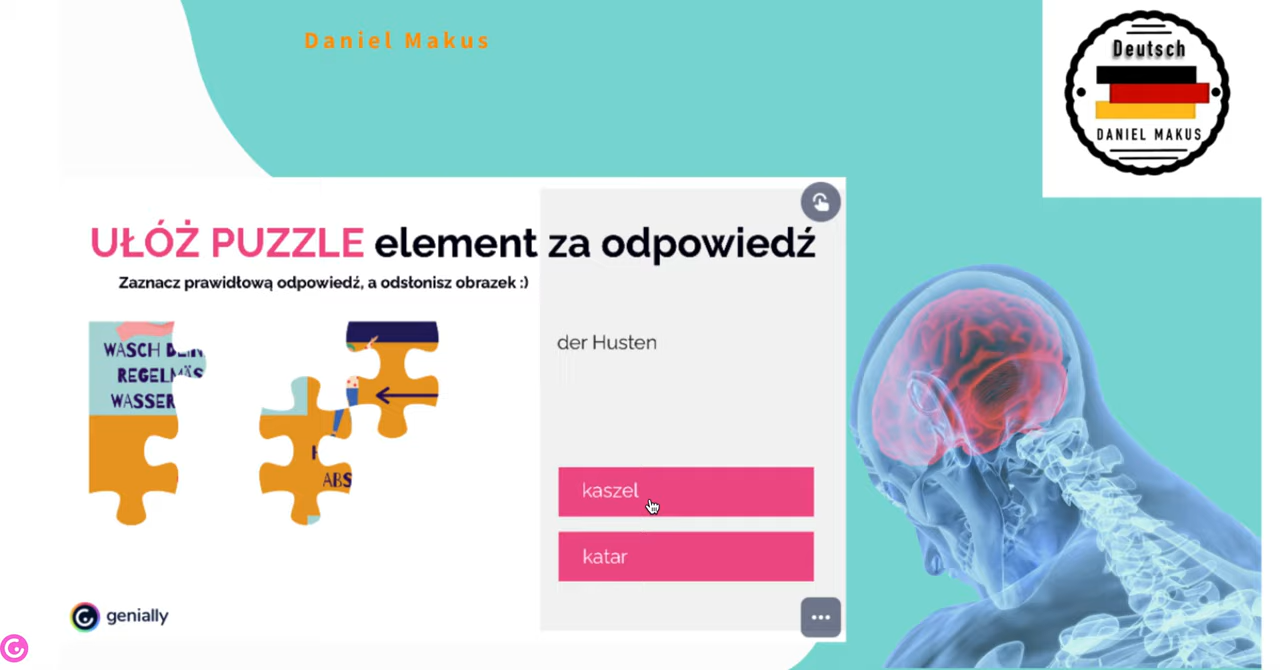 Daniel Makus
Deutsch
DANIEL MAKUS
UŁÓŻ PUZZLE element za odpowiedź
Zaznacz prawidłową odpowiedź, a odsłonisz obrazek :)
WASCH
REGELMÄS
WASSER
ABS
der Husten
kaszel
katar
genially